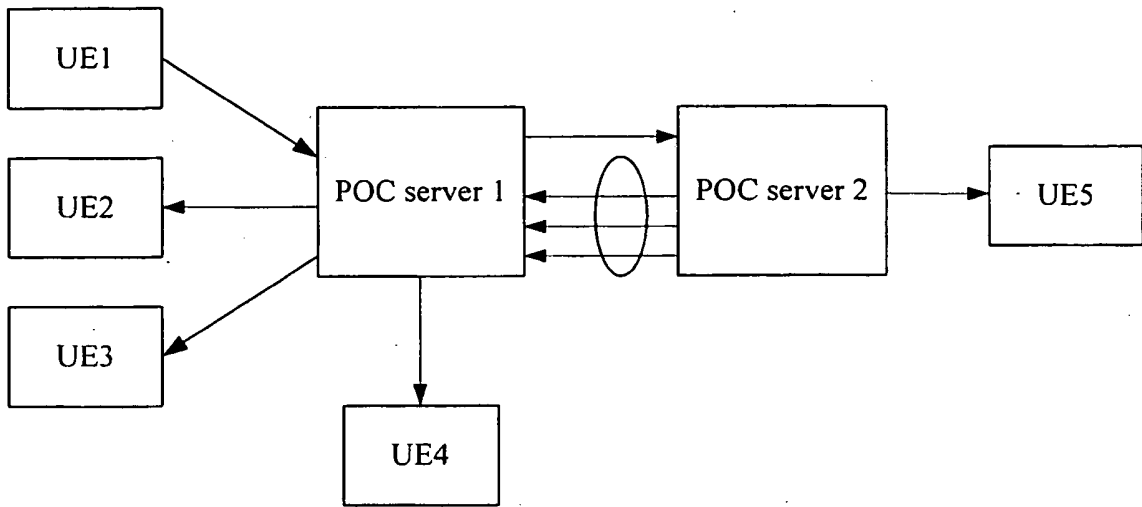 UE1
UE2
UE3
POC server 1
UE4
POC server 2
UE5